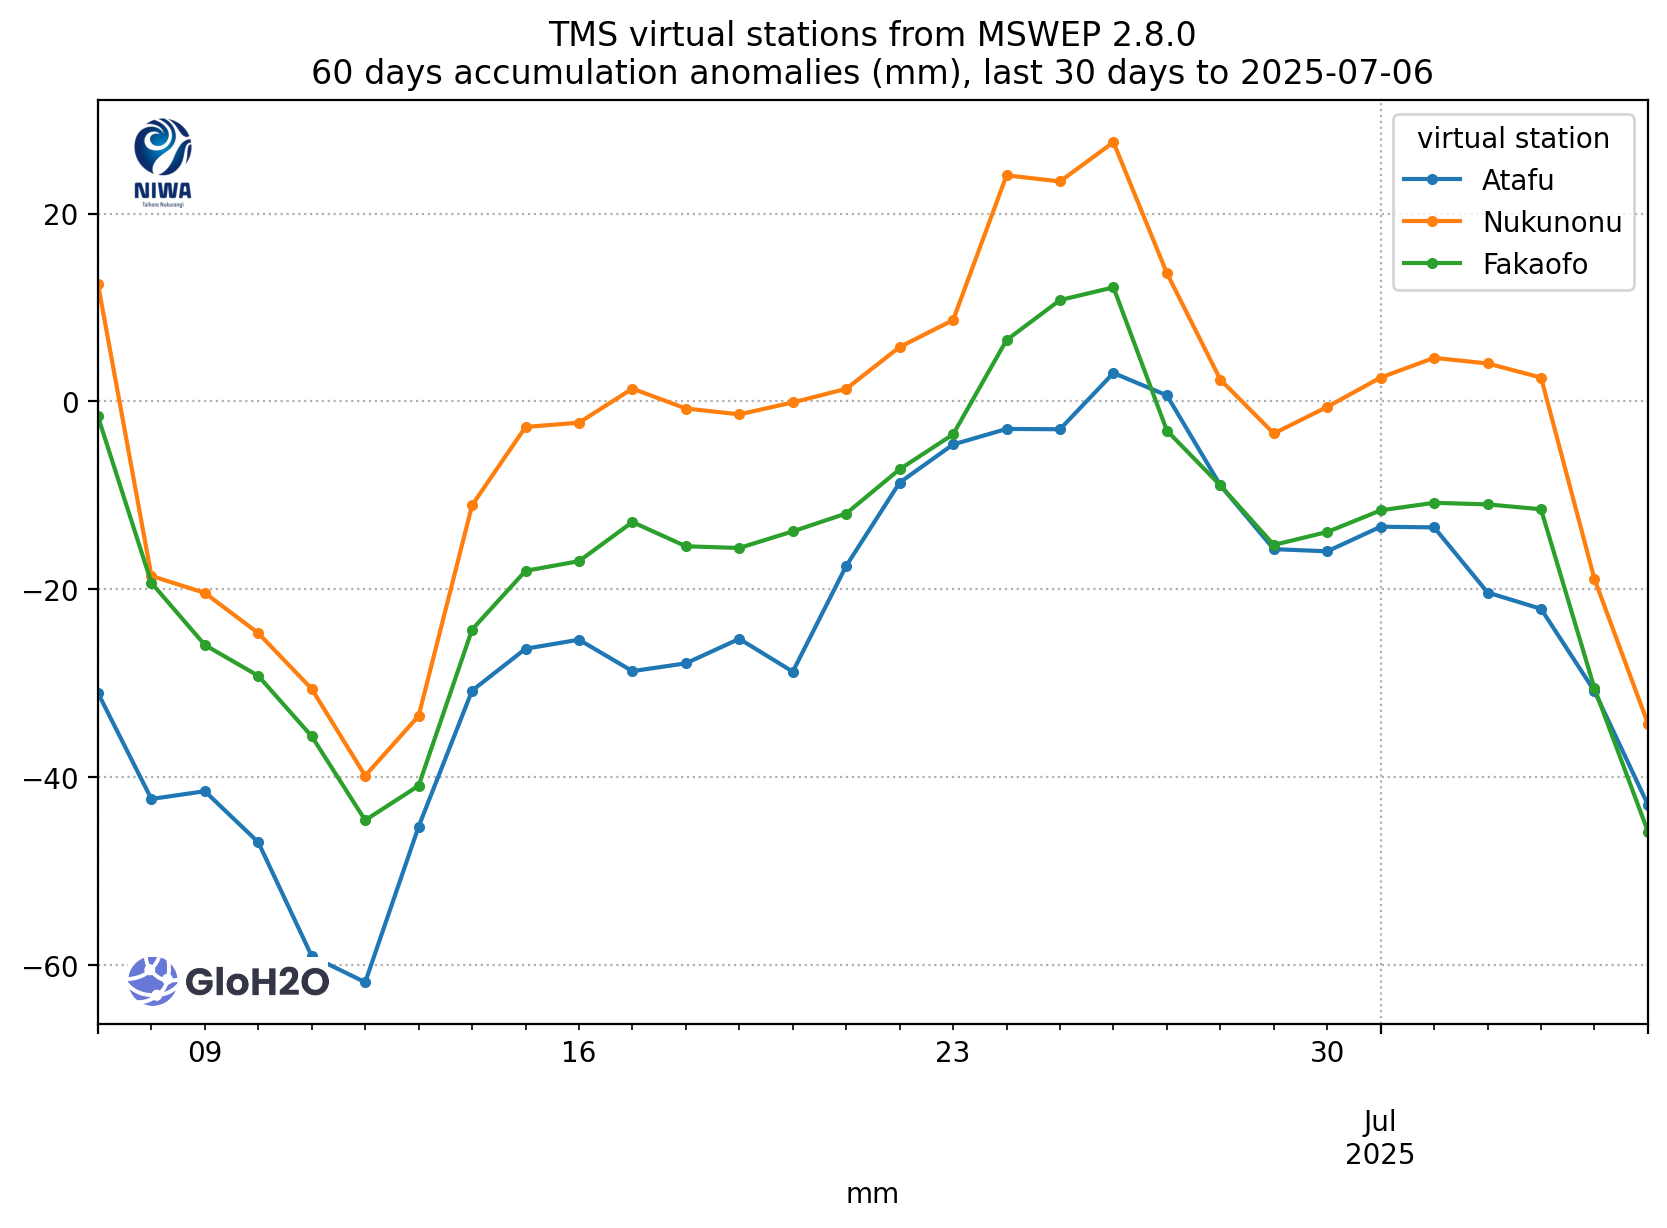 TMS virtual stations from MSWEP 2.8.0
60 days accumulation anomalies (mm), last 30 days to 2025-07-06
NIWA
Taihoro Nukurangi
virtual station
Atafu
Nukunonu
Fakaofo
20
0
−20
−40
−60
GloH2O
09 16 23 30
Jul
2025
mm